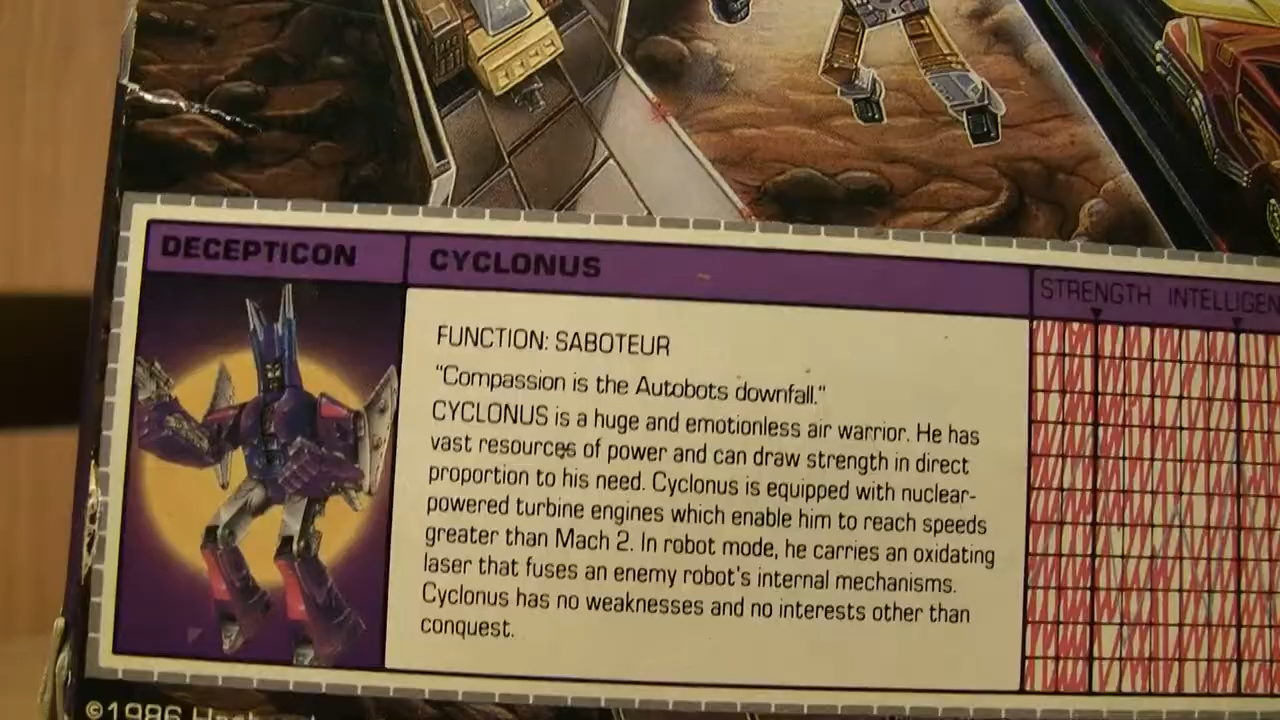 DECEPTICON
CYCLONUS
STRENGTH
FUNCTION: SABOTEUR
"Compassion is the Autobots downfall."
CYCLONUS is a huge and emotionless air warrior. He has
vast resources of power and can draw strength in direct
proportion to his need. Cyclonus is equipped with nuclear-
powered turbine engines which enable him to reach speeds
greater than Mach 2. In robot mode, he carries an oxidating
laser that fuses an enemy robot's internal mechanisms.
Cyclonus has no weaknesses and no interests other than
conquest.
©1986